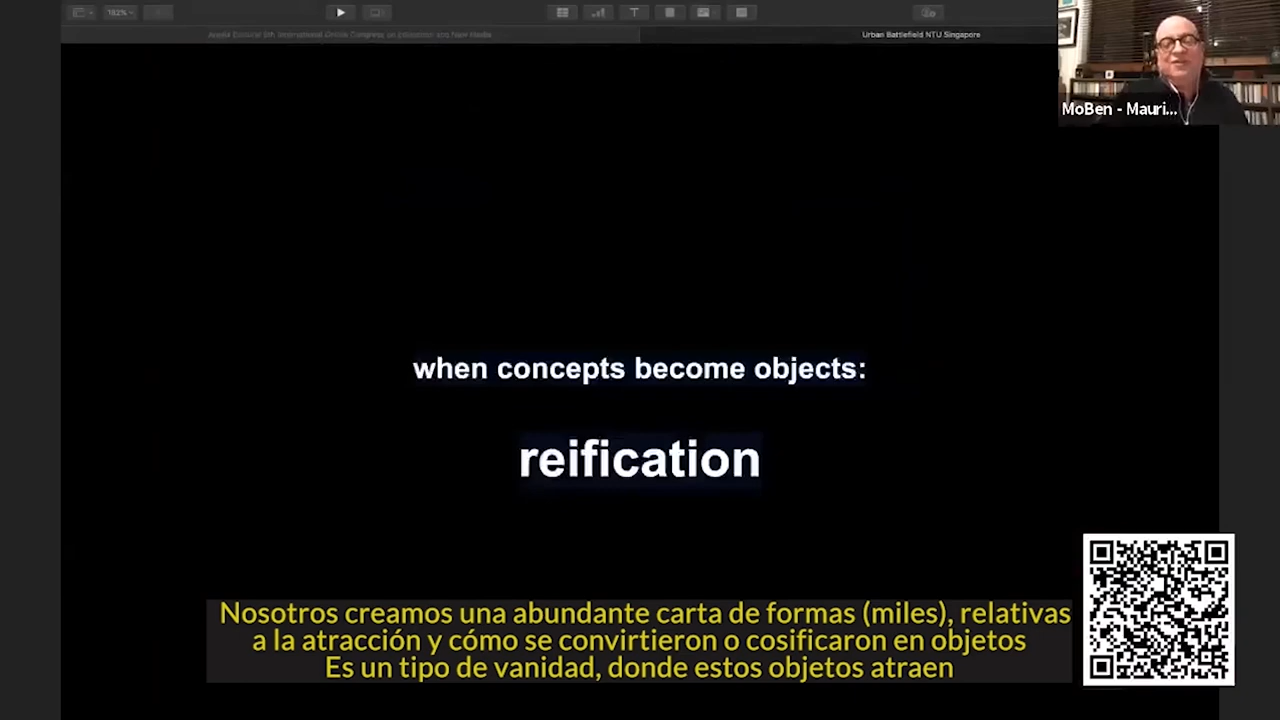 182%
Urban Battlefield NTU Singapore
MoBen - Mauri...
when concepts become objects:
reification
Nosotros creamos una abundante carta de formas (miles), relativas
a la atracción y cómo se convirtieron o cosificaron en objetos
Es un tipo de vanidad, donde estos objetos atraen